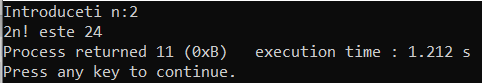 Introduceti n:2
2n! este 24
Process returned 11 (0xB)   execution time : 1.212 s
Press any key to continue.